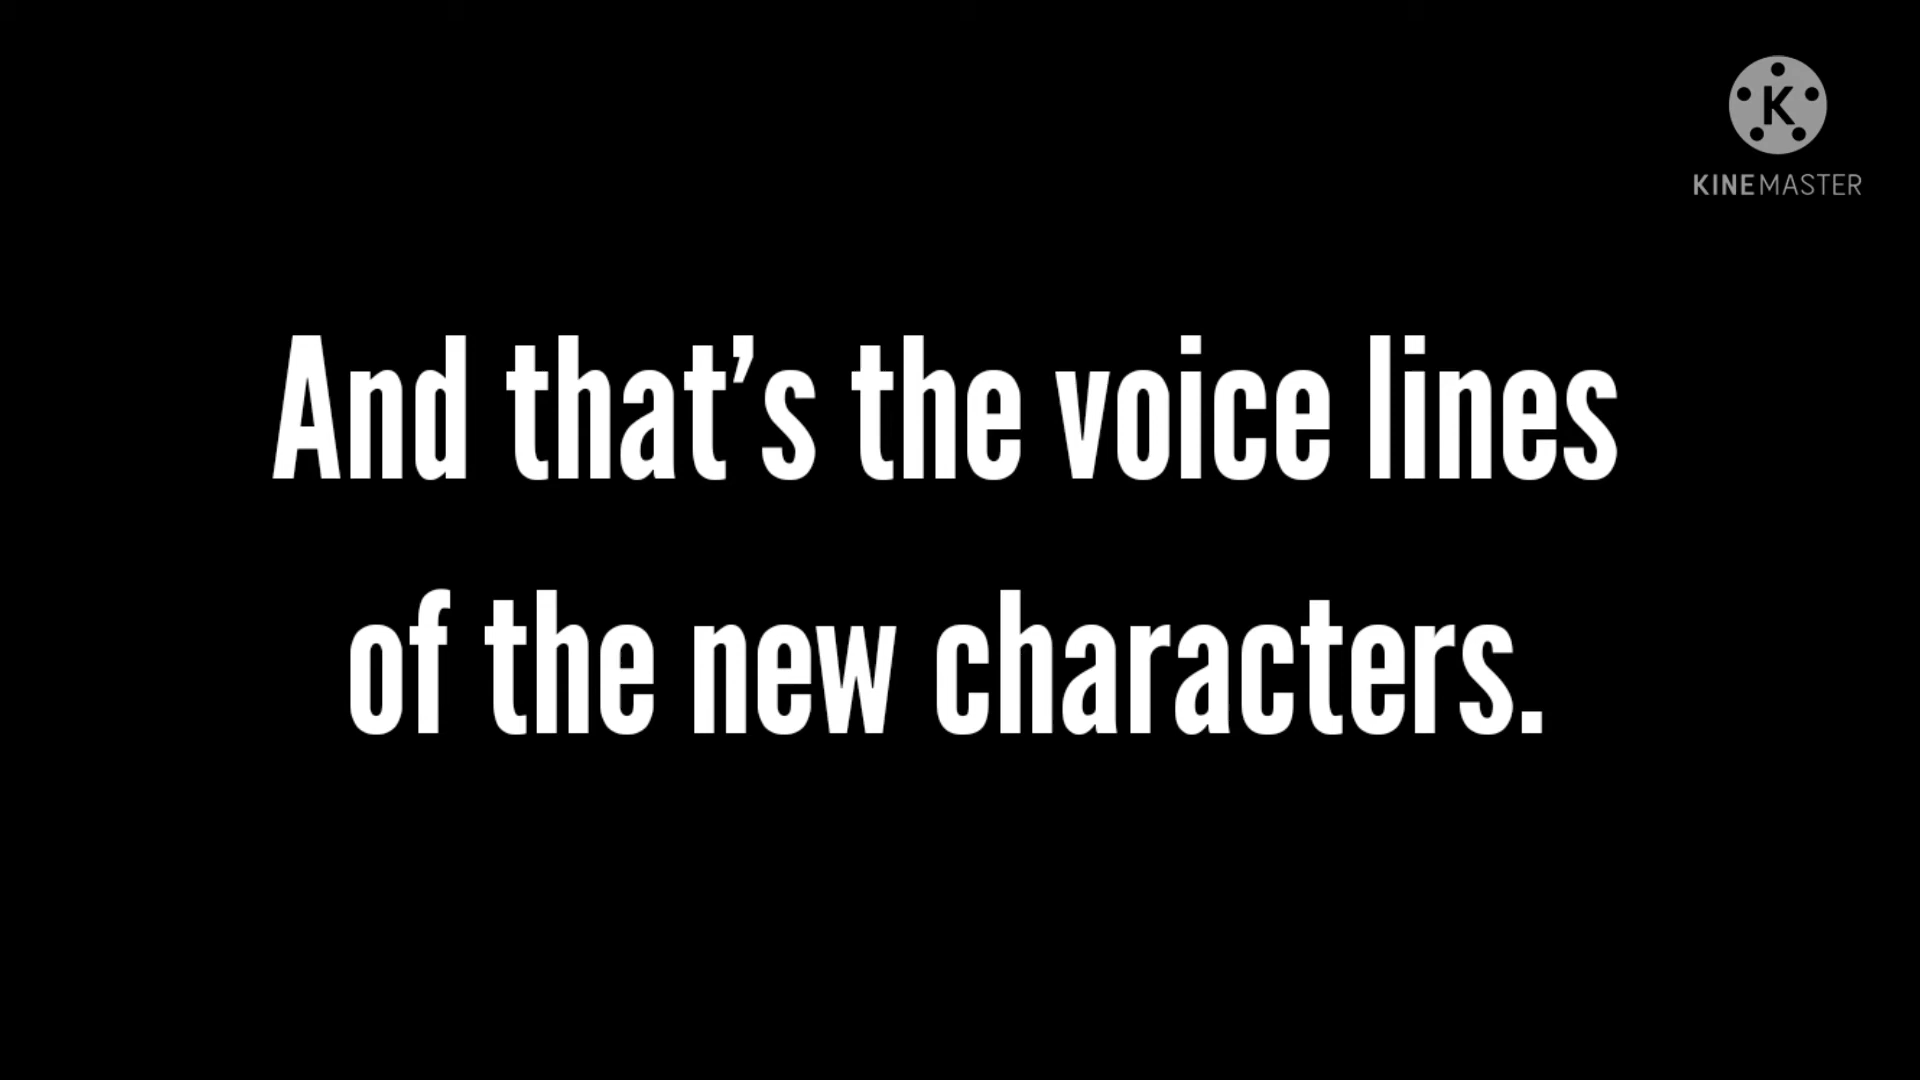 K
KINEMASTER
And that’s the voice lines
of the new characters.